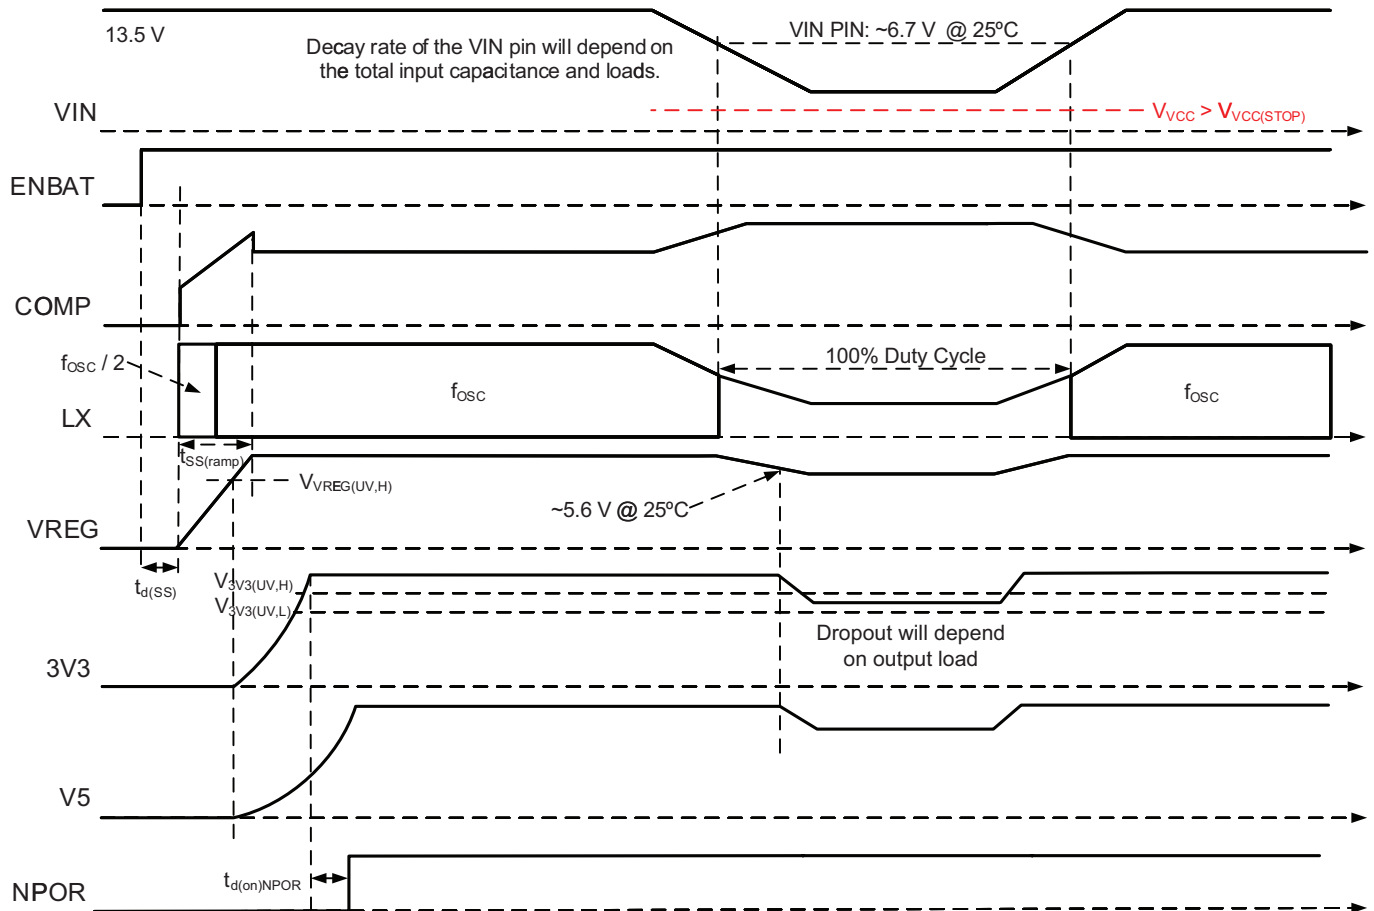 13.5 V
Decay rate of the VIN pin will depend on
the total input capacitance and loads.
VIN PIN: ~6.7 V @ 25ºC
VIN
VVCC > VVCC(STOP)
ENBAT
COMP
fOSC / 2
100% Duty Cycle
fOSC
fOSC
LX
tSS(ramp)
VVREG(UV,H)
~5.6 V @ 25ºC
VREG
td(SS)
V3V3(UV,H)
V3V3(UV,L)
Dropout will depend
on output load
3V3
V5
td(on)NPOR
NPOR